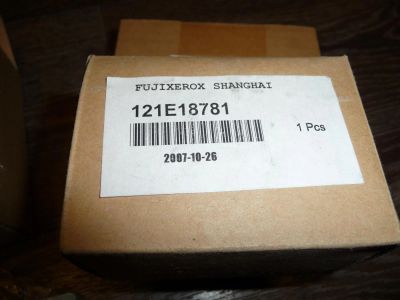 FUJIXEROX SHANGHAI
121E18781
1 Pcs
2007-10-26